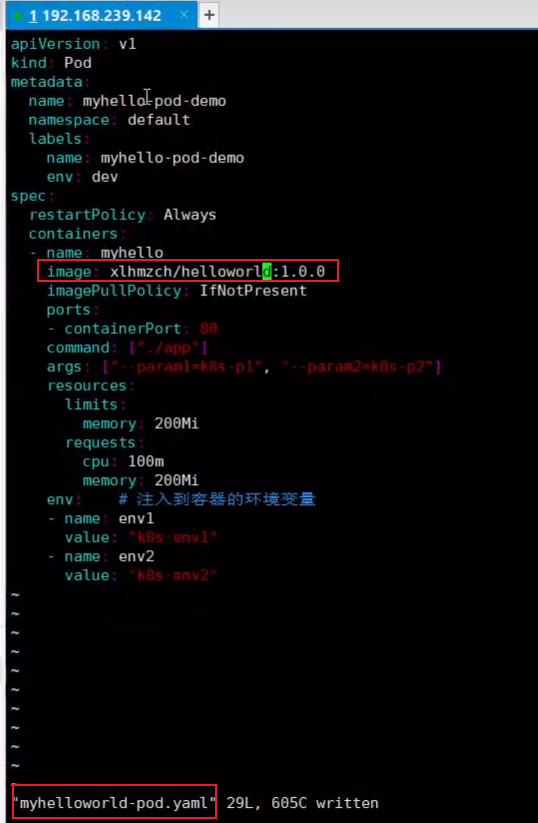 1 192.168.239.142 × +
apiVersion: v1
kind: Pod
metadata:
  name: myhello-pod-demo
  namespace: default
  labels:
    name: myhello-pod-demo
    env: dev
spec:
  restartPolicy: Always
  containers:
  - name: myhello
    image: xlhmzch/helloworld:1.0.0
    imagePullPolicy: IfNotPresent
    ports:
    - containerPort: 80
    command: ["./app"]
    args: ["--param1=k8s-p1", "--param2=k8s-p2"]
    resources:
      limits:
        memory: 200Mi
      requests:
        cpu: 100m
        memory: 200Mi
    env:    # 注入到容器的环境变量
    - name: env1
      value: "k8s-env1"
    - name: env2
      value: "k8s-env2"
~
~
~
~
~
~
~
~
~
~
~
"myhelloworld-pod.yaml" 29L, 605C written